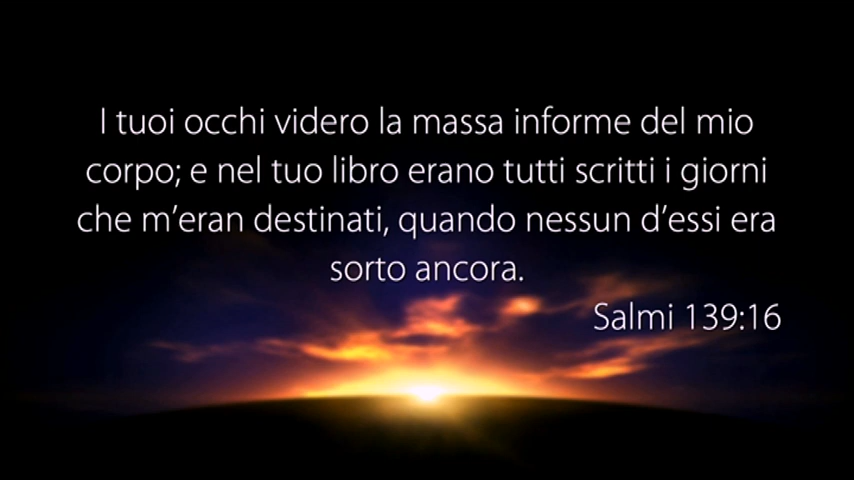 I tuoi occhi videro la massa informe del mio
corpo; e nel tuo libro erano tutti scritti i giorni
che m’eran destinati, quando nessun d’essi era
sorto ancora.
Salmi 139:16